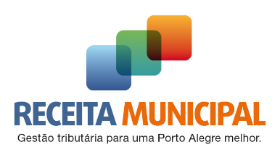 RECEITA MUNICIPAL
Gestão tributária para uma Porto Alegre melhor.